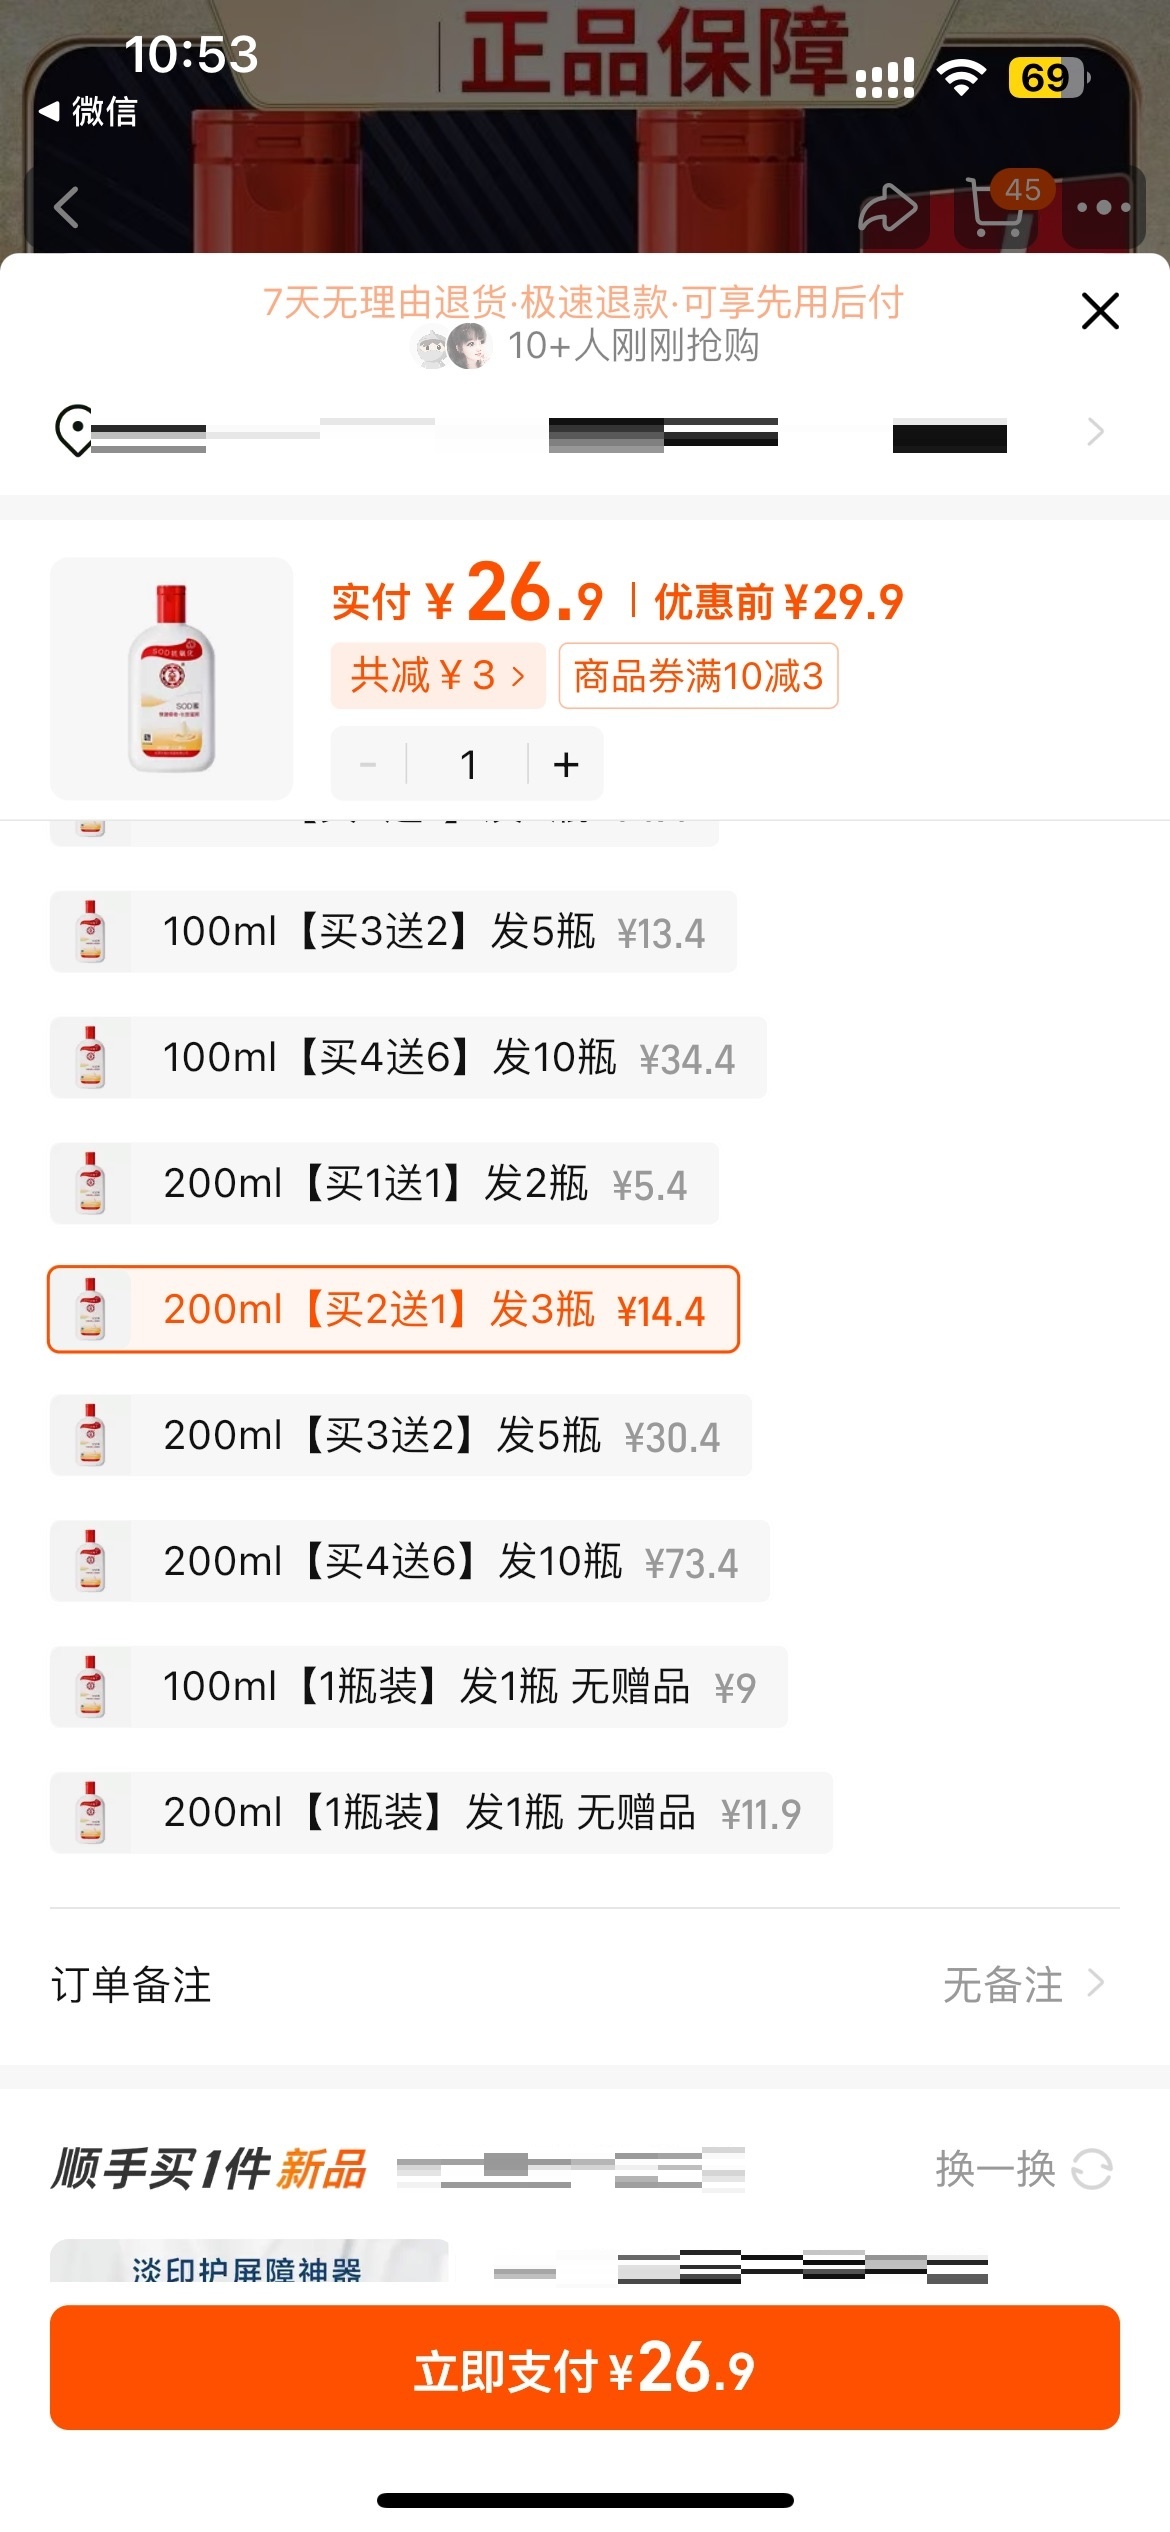 正品保障
10:53
69
微信
45
7天无理由退货·极速退款·可享先用后付
10+人刚刚抢购
实付 ¥26.9 | 优惠前 ¥29.9
共减 ¥3 >
商品券满10减3
SOD蜜
- 1 +
100ml【买3送2】发5瓶 ¥13.4
100ml【买4送6】发10瓶 ¥34.4
200ml【买1送1】发2瓶 ¥5.4
200ml【买2送1】发3瓶 ¥14.4
200ml【买3送2】发5瓶 ¥30.4
200ml【买4送6】发10瓶 ¥73.4
100ml【1瓶装】发1瓶 无赠品 ¥9
200ml【1瓶装】发1瓶 无赠品 ¥11.9
订单备注 无备注 >
顺手买1件新品 换一换
淡印护屏障神器
立即支付 ¥26.9